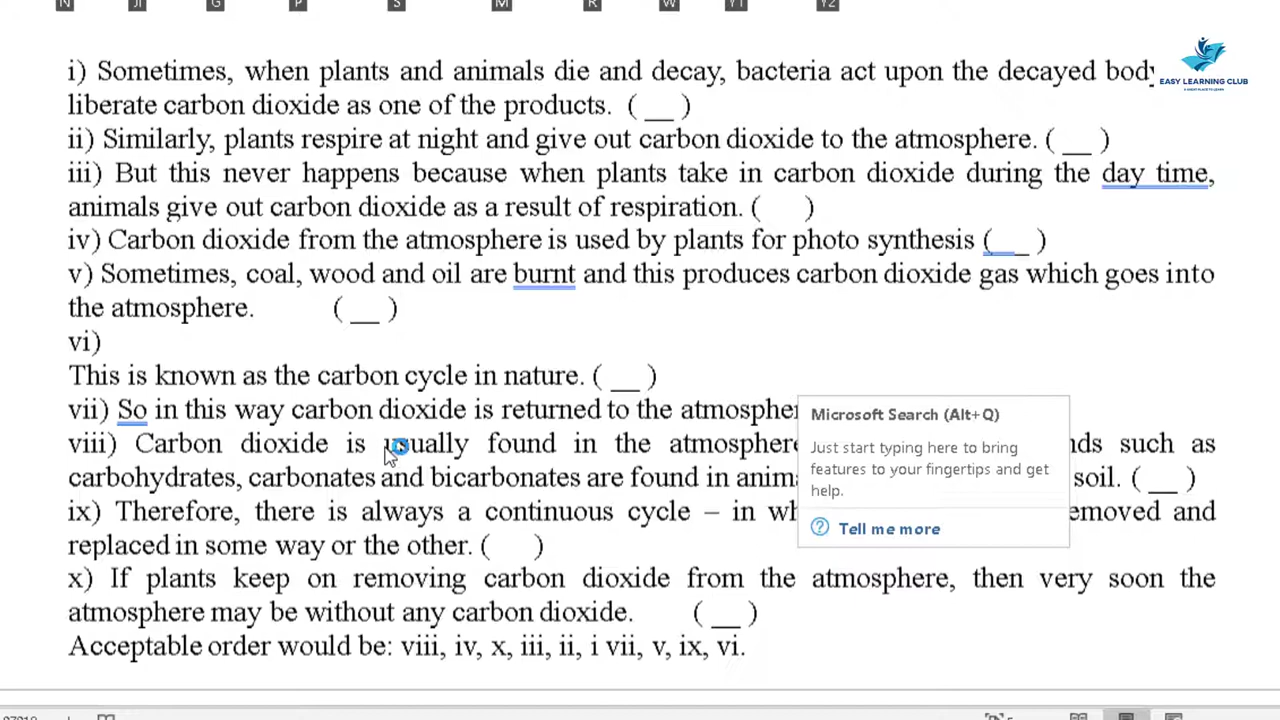 N JI G P S M R W Y1 Y2
i) Sometimes, when plants and animals die and decay, bacteria act upon the decayed body
EASY LEARNING CLUB
A GREAT PLACE TO LEARN
liberate carbon dioxide as one of the products. ( __ )
ii) Similarly, plants respire at night and give out carbon dioxide to the atmosphere. ( __ )
iii) But this never happens because when plants take in carbon dioxide during the day time,
animals give out carbon dioxide as a result of respiration. ( )
iv) Carbon dioxide from the atmosphere is used by plants for photo synthesis ( __ )
v) Sometimes, coal, wood and oil are burnt and this produces carbon dioxide gas which goes into
the atmosphere. ( __ )
vi)
This is known as the carbon cycle in nature. ( __ )
vii) So in this way carbon dioxide is returned to the
viii) Carbon dioxide is usually found in the atmosphere such as
carbohydrates, carbonates and bicarbonates are found in soil. ( __ )
ix) Therefore, there is always a continuous cycle – in and
replaced in some way or the other. ( )
x) If plants keep on removing carbon dioxide from the atmosphere, then very soon the
atmosphere may be without any carbon dioxide. ( __ )
Acceptable order would be: viii, iv, x, iii, ii, i vii, v, ix, vi.
Microsoft Search (Alt+Q)
Just start typing here to bring
features to your fingertips and get
help.
Tell me more